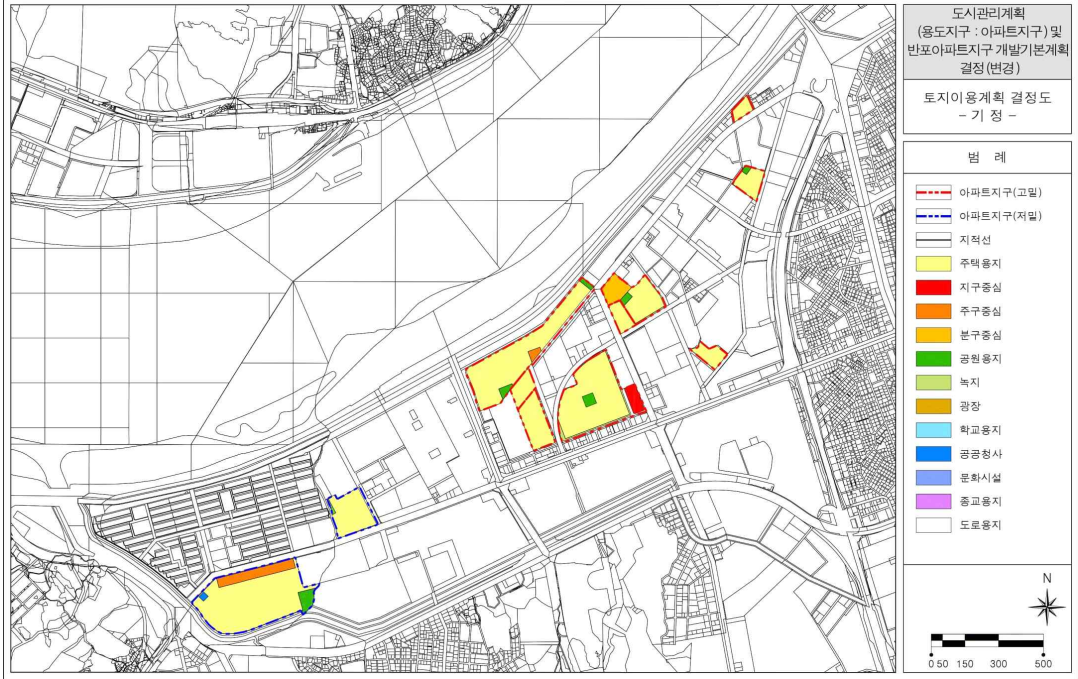 도시관리계획
(용도지구 : 아파트지구) 및
반포아파트지구 개발기본계획
결정(변경)
토지이용계획 결정도
- 기 정 -
범 례
아파트지구(고밀)
아파트지구(저밀)
지적선
주택용지
지구중심
주구중심
분구중심
공원용지
녹지
광장
학교용지
공공청사
문화시설
종교용지
도로용지
N
0 50 150 300 500